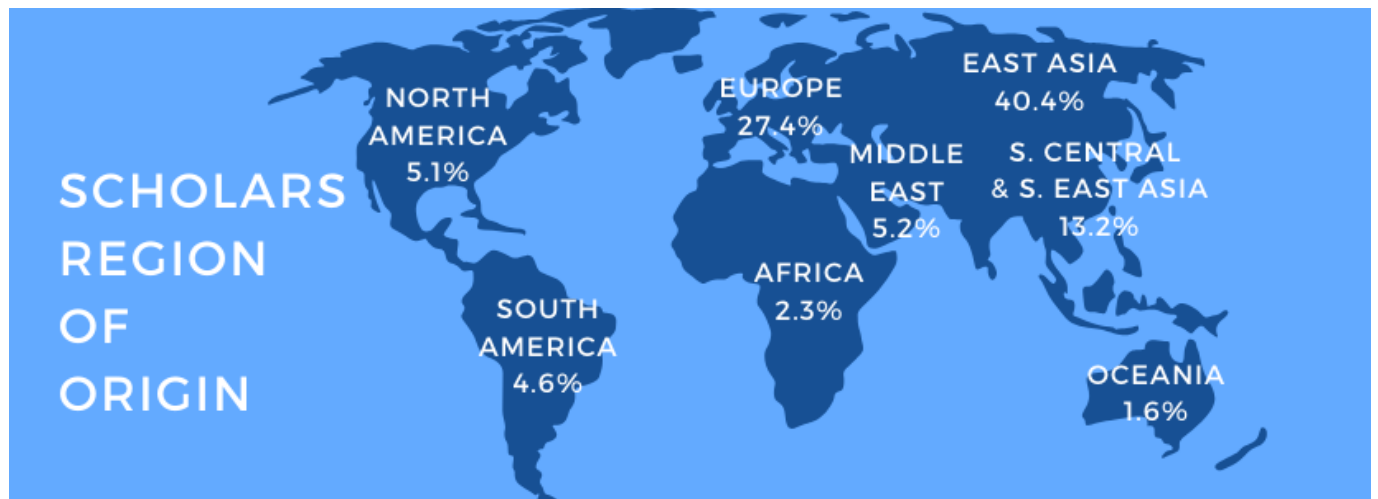 SCHOLARS
REGION
OF
ORIGIN
NORTH
AMERICA
5.1%
SOUTH
AMERICA
4.6%
EUROPE
27.4%
AFRICA
2.3%
MIDDLE
EAST
5.2%
EAST ASIA
40.4%
S. CENTRAL
& S. EAST ASIA
13.2%
OCEANIA
1.6%